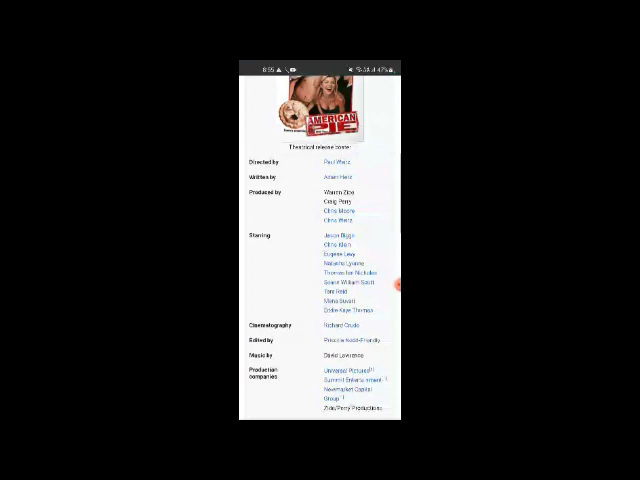 AMERICAN
PIE
Theatrical release poster
Directed by Paul Weitz
Written by Adam Herz
Produced by Warren Zide
Craig Perry
Chris Moore
Chris Weitz
Starring Jason Biggs
Chris Klein
Eugene Levy
Natasha Lyonne
Thomas Ian Nicholas
Seann William Scott
Tara Reid
Mena Suvari
Eddie Kaye Thomas
Cinematography Richard Crudo
Edited by Priscilla Nedd-Friendly
Music by David Lawrence
Production
companies
Universal Pictures[1]
Summit Entertainment
Newmarket Capital
Group
Zide/Perry Productions